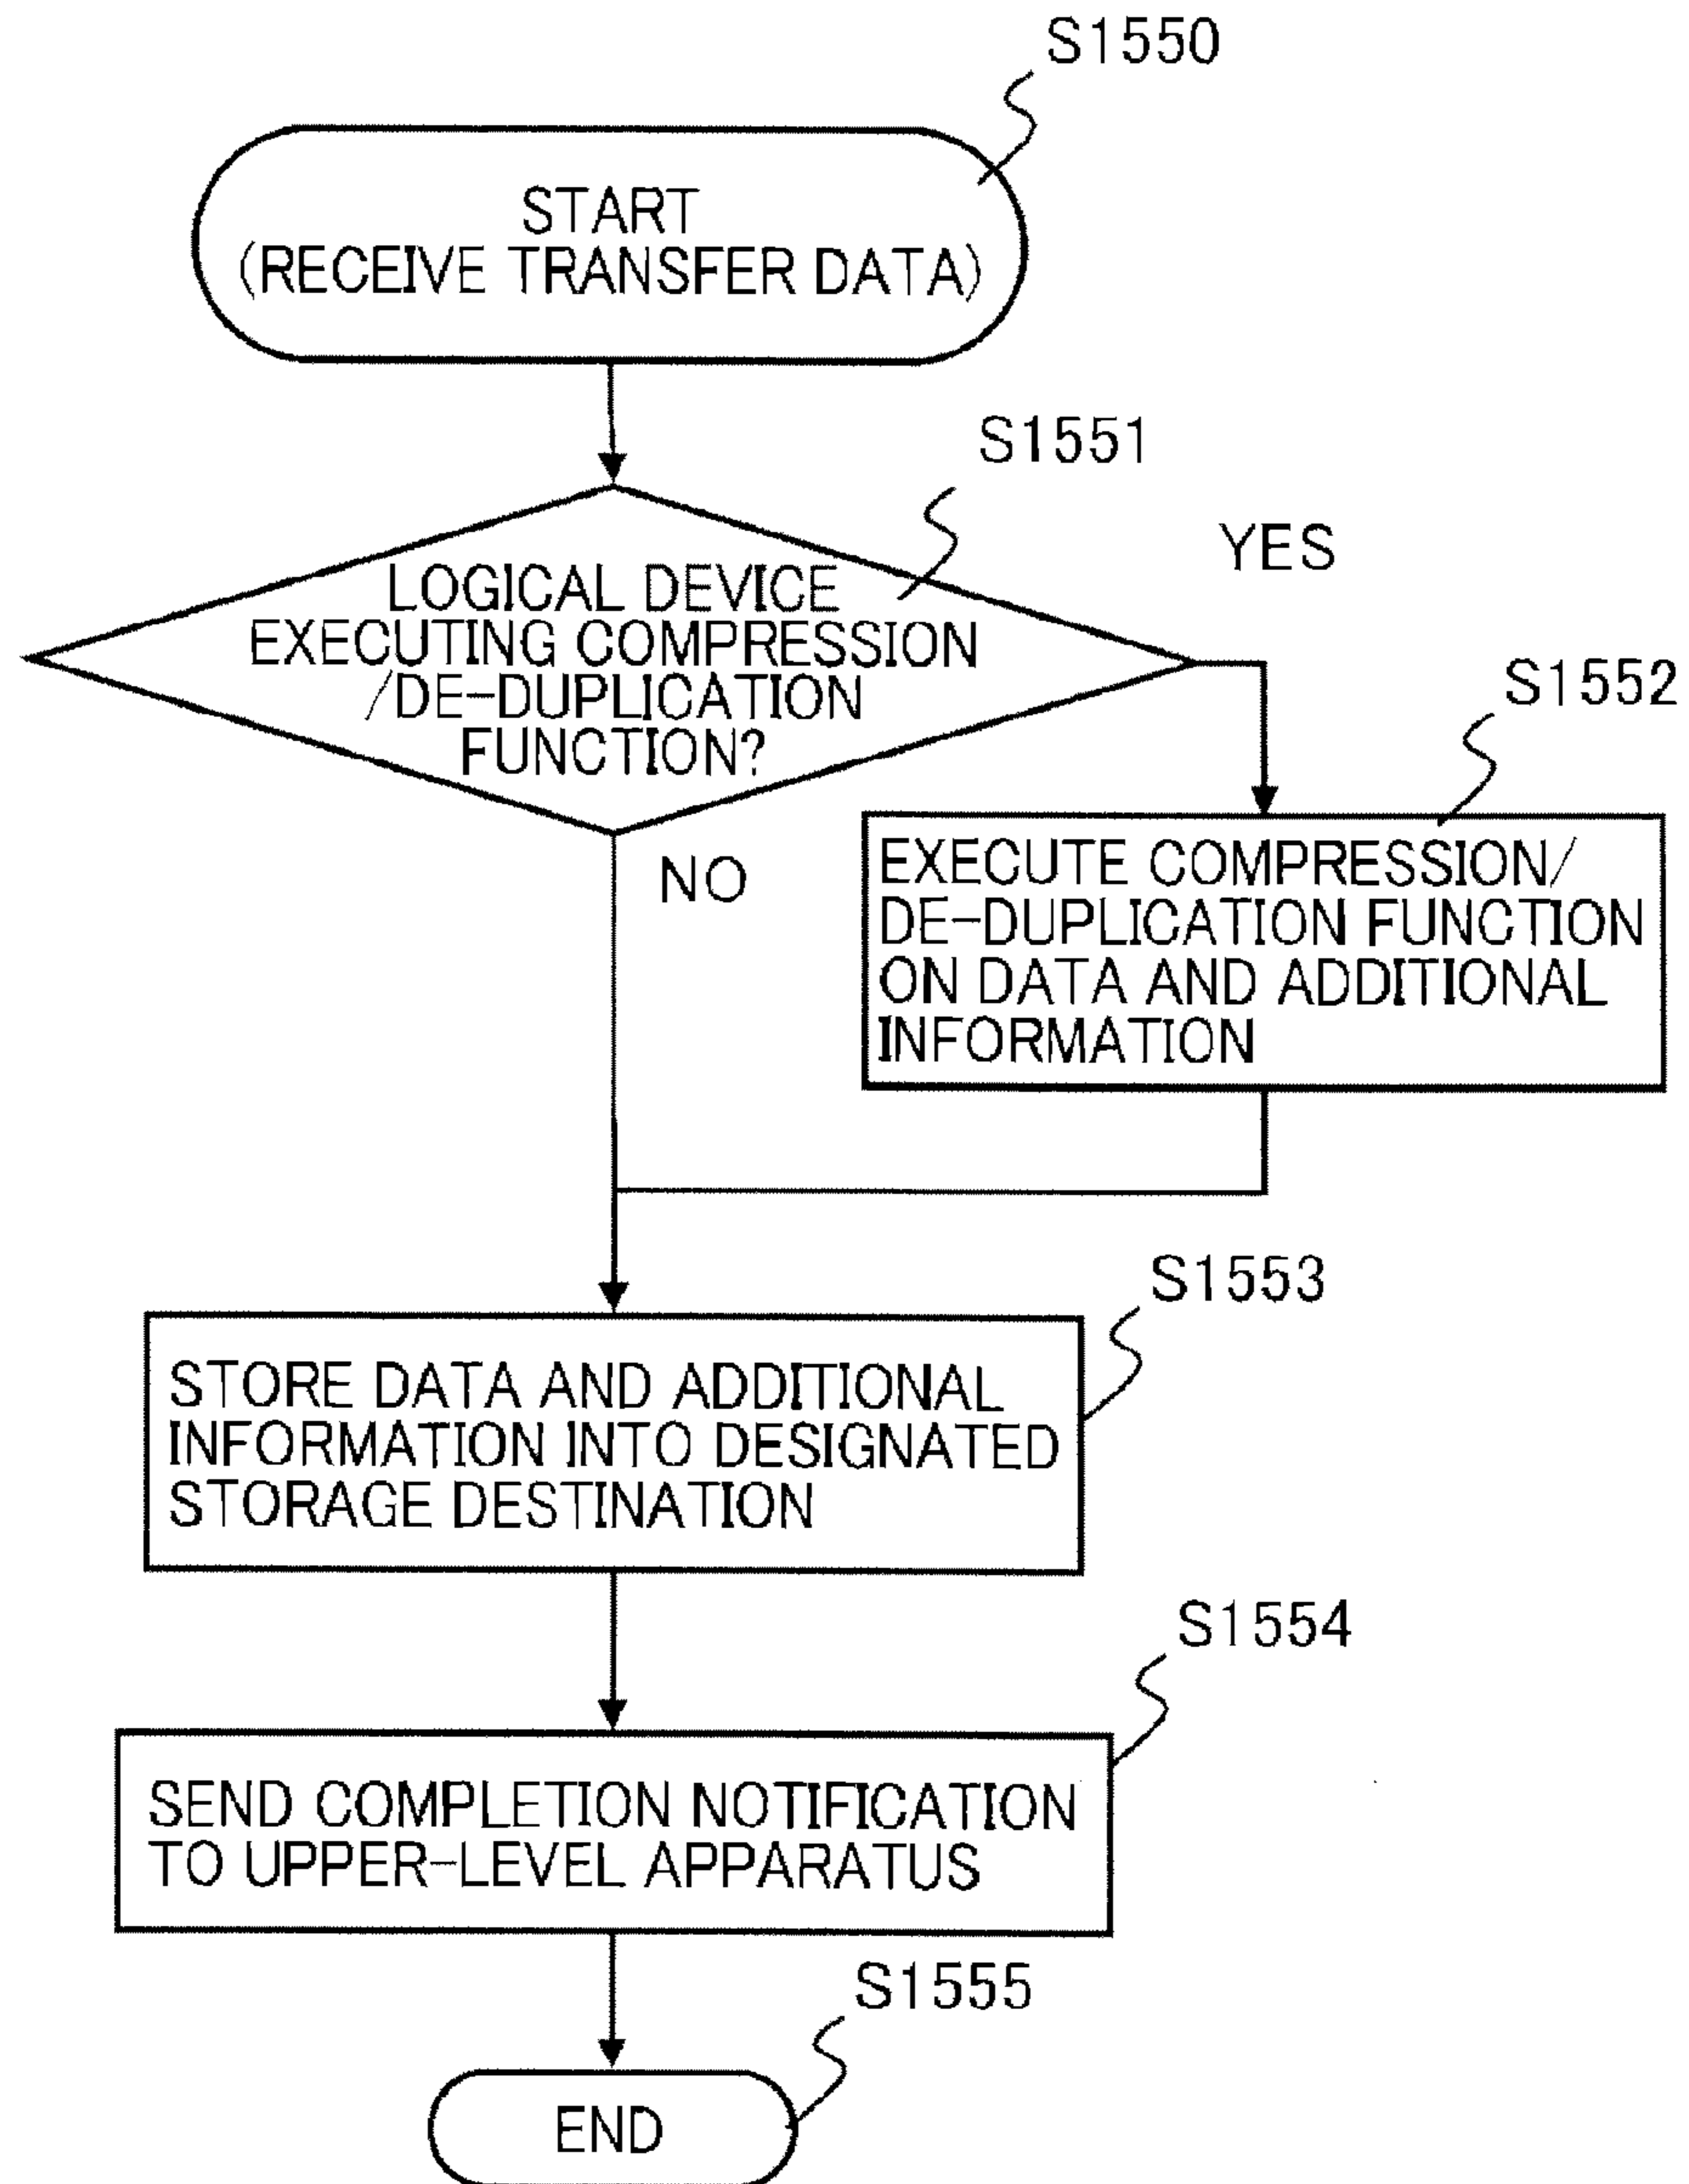 S1550
START
(RECEIVE TRANSFER DATA)
S1551
YES
LOGICAL DEVICE
EXECUTING COMPRESSION
/DE-DUPLICATION
FUNCTION?
S1552
NO
EXECUTE COMPRESSION/
DE-DUPLICATION FUNCTION
ON DATA AND ADDITIONAL
INFORMATION
S1553
STORE DATA AND ADDITIONAL
INFORMATION INTO DESIGNATED
STORAGE DESTINATION
S1554
SEND COMPLETION NOTIFICATION
TO UPPER-LEVEL APPARATUS
S1555
END